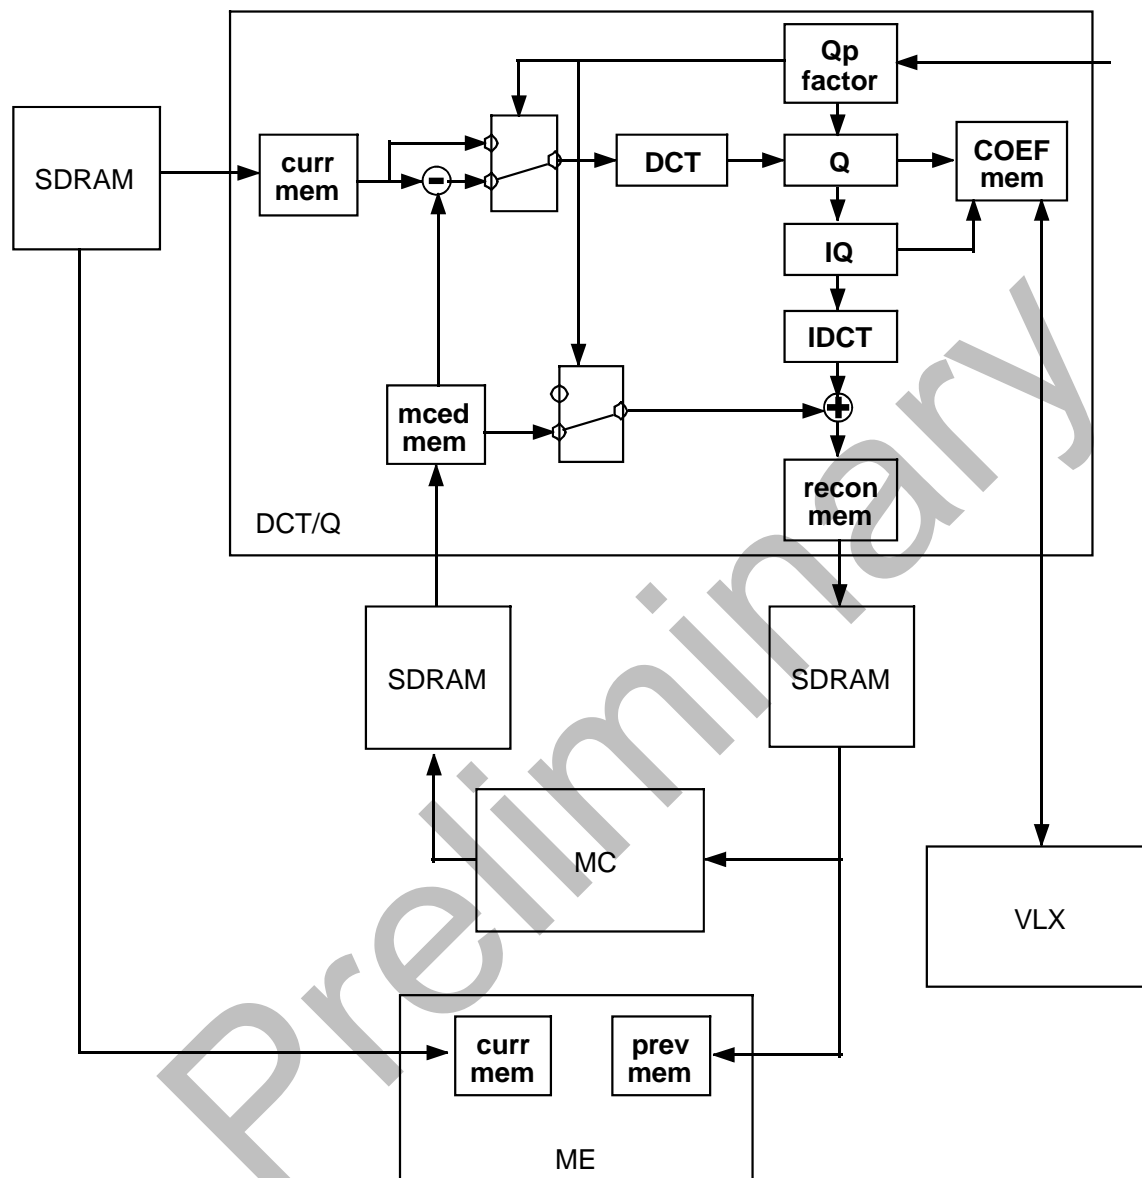 Qp
factor
SDRAM
curr
mem
-
DCT
Q
COEF
mem
IQ
IDCT
mced
mem
+
recon
mem
DCT/Q
SDRAM
SDRAM
MC
VLX
curr
mem
prev
mem
ME
Preliminary